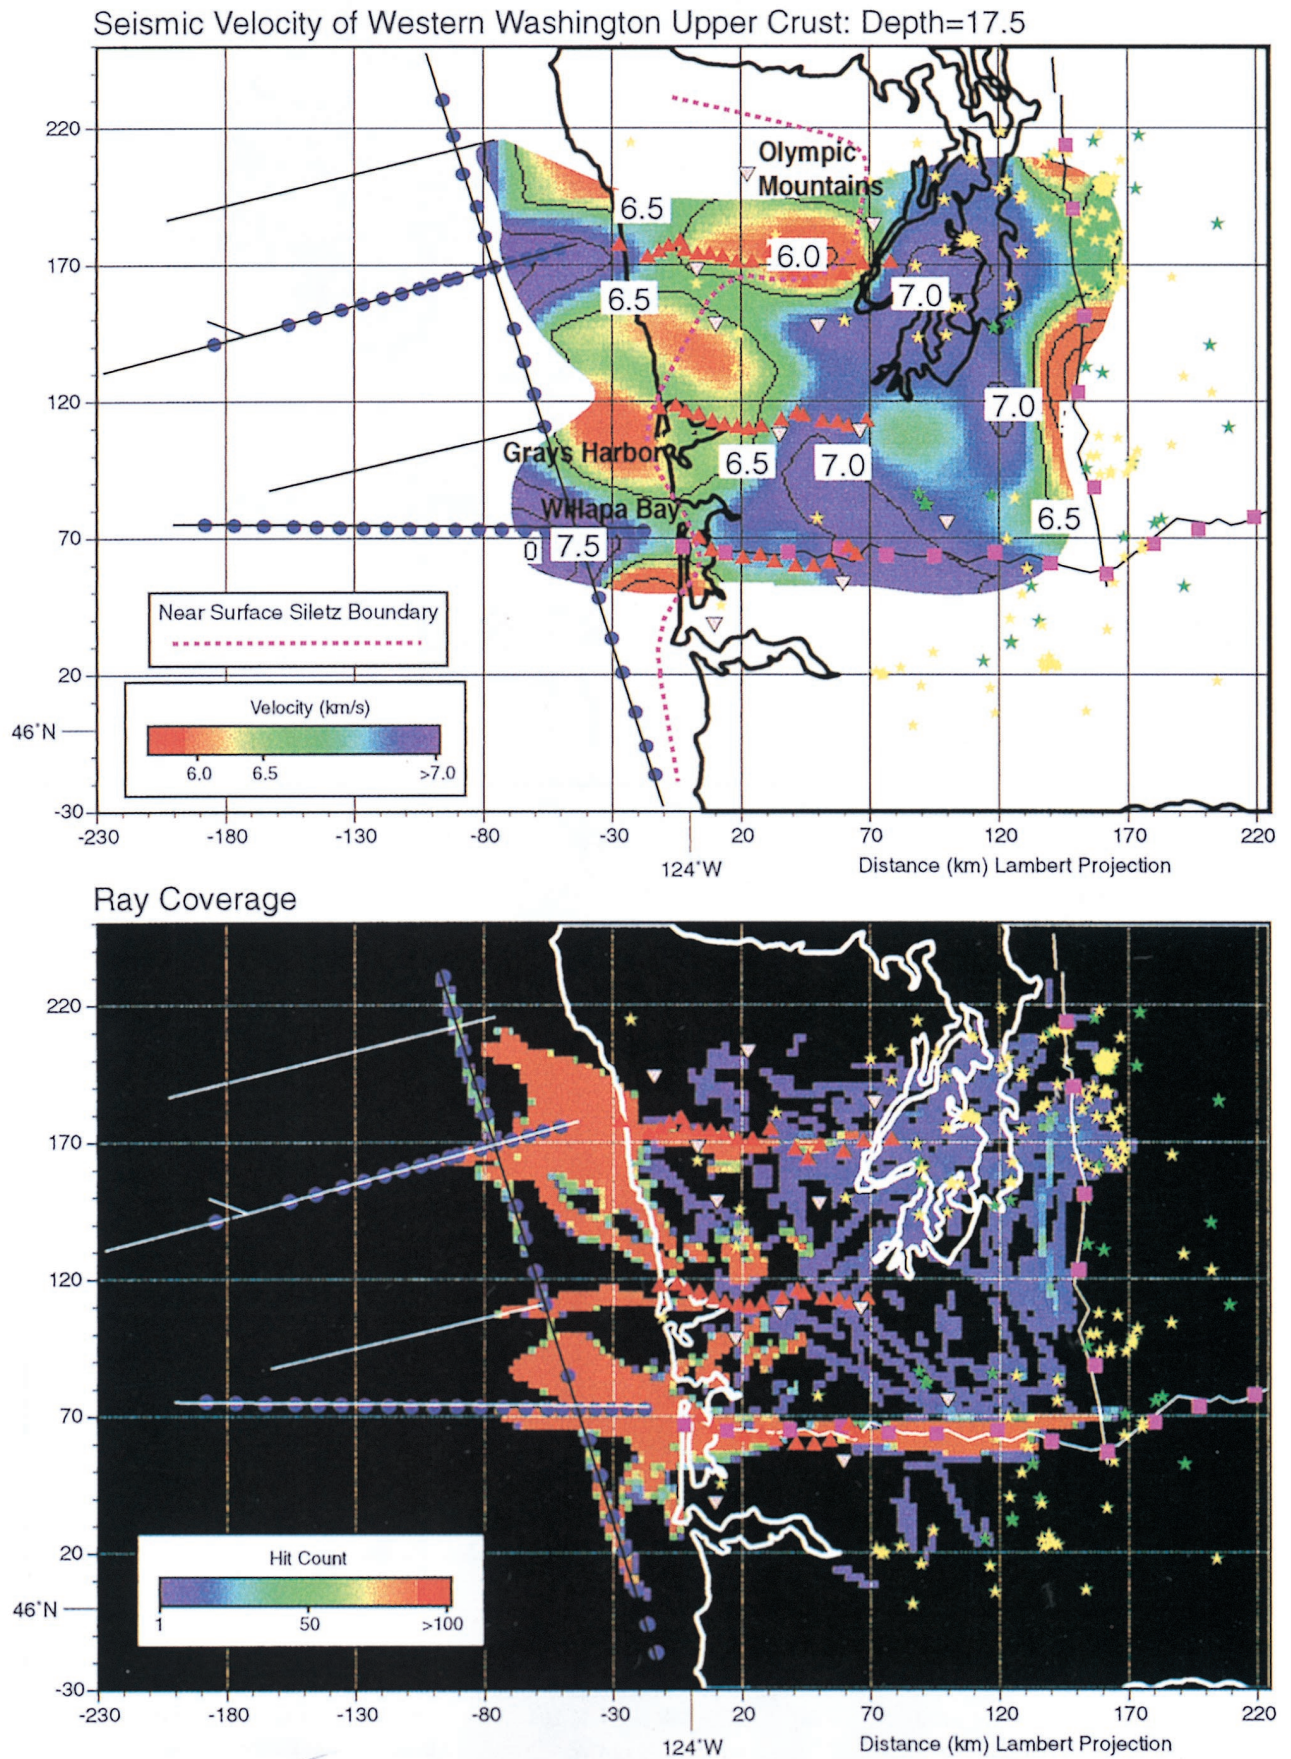 Seismic Velocity of Western Washington Upper Crust: Depth=17.5
220
170
120
70
20
46°N
-30
Olympic
Mountains
6.5
6.0
6.5
7.0
7.0
Grays Harbor
6.5
7.0
Willapa Bay
6.5
0
7.5
Near Surface Siletz Boundary
Velocity (km/s)
6.0 6.5 >7.0
-230 -180 -130 -80 -30 20 70 120 170 220
124°W
Distance (km) Lambert Projection
Ray Coverage
220
170
120
70
20
46°N
-30
Hit Count
1 50 >100
-230 -180 -130 -80 -30 20 70 120 170 220
124°W
Distance (km) Lambert Projection